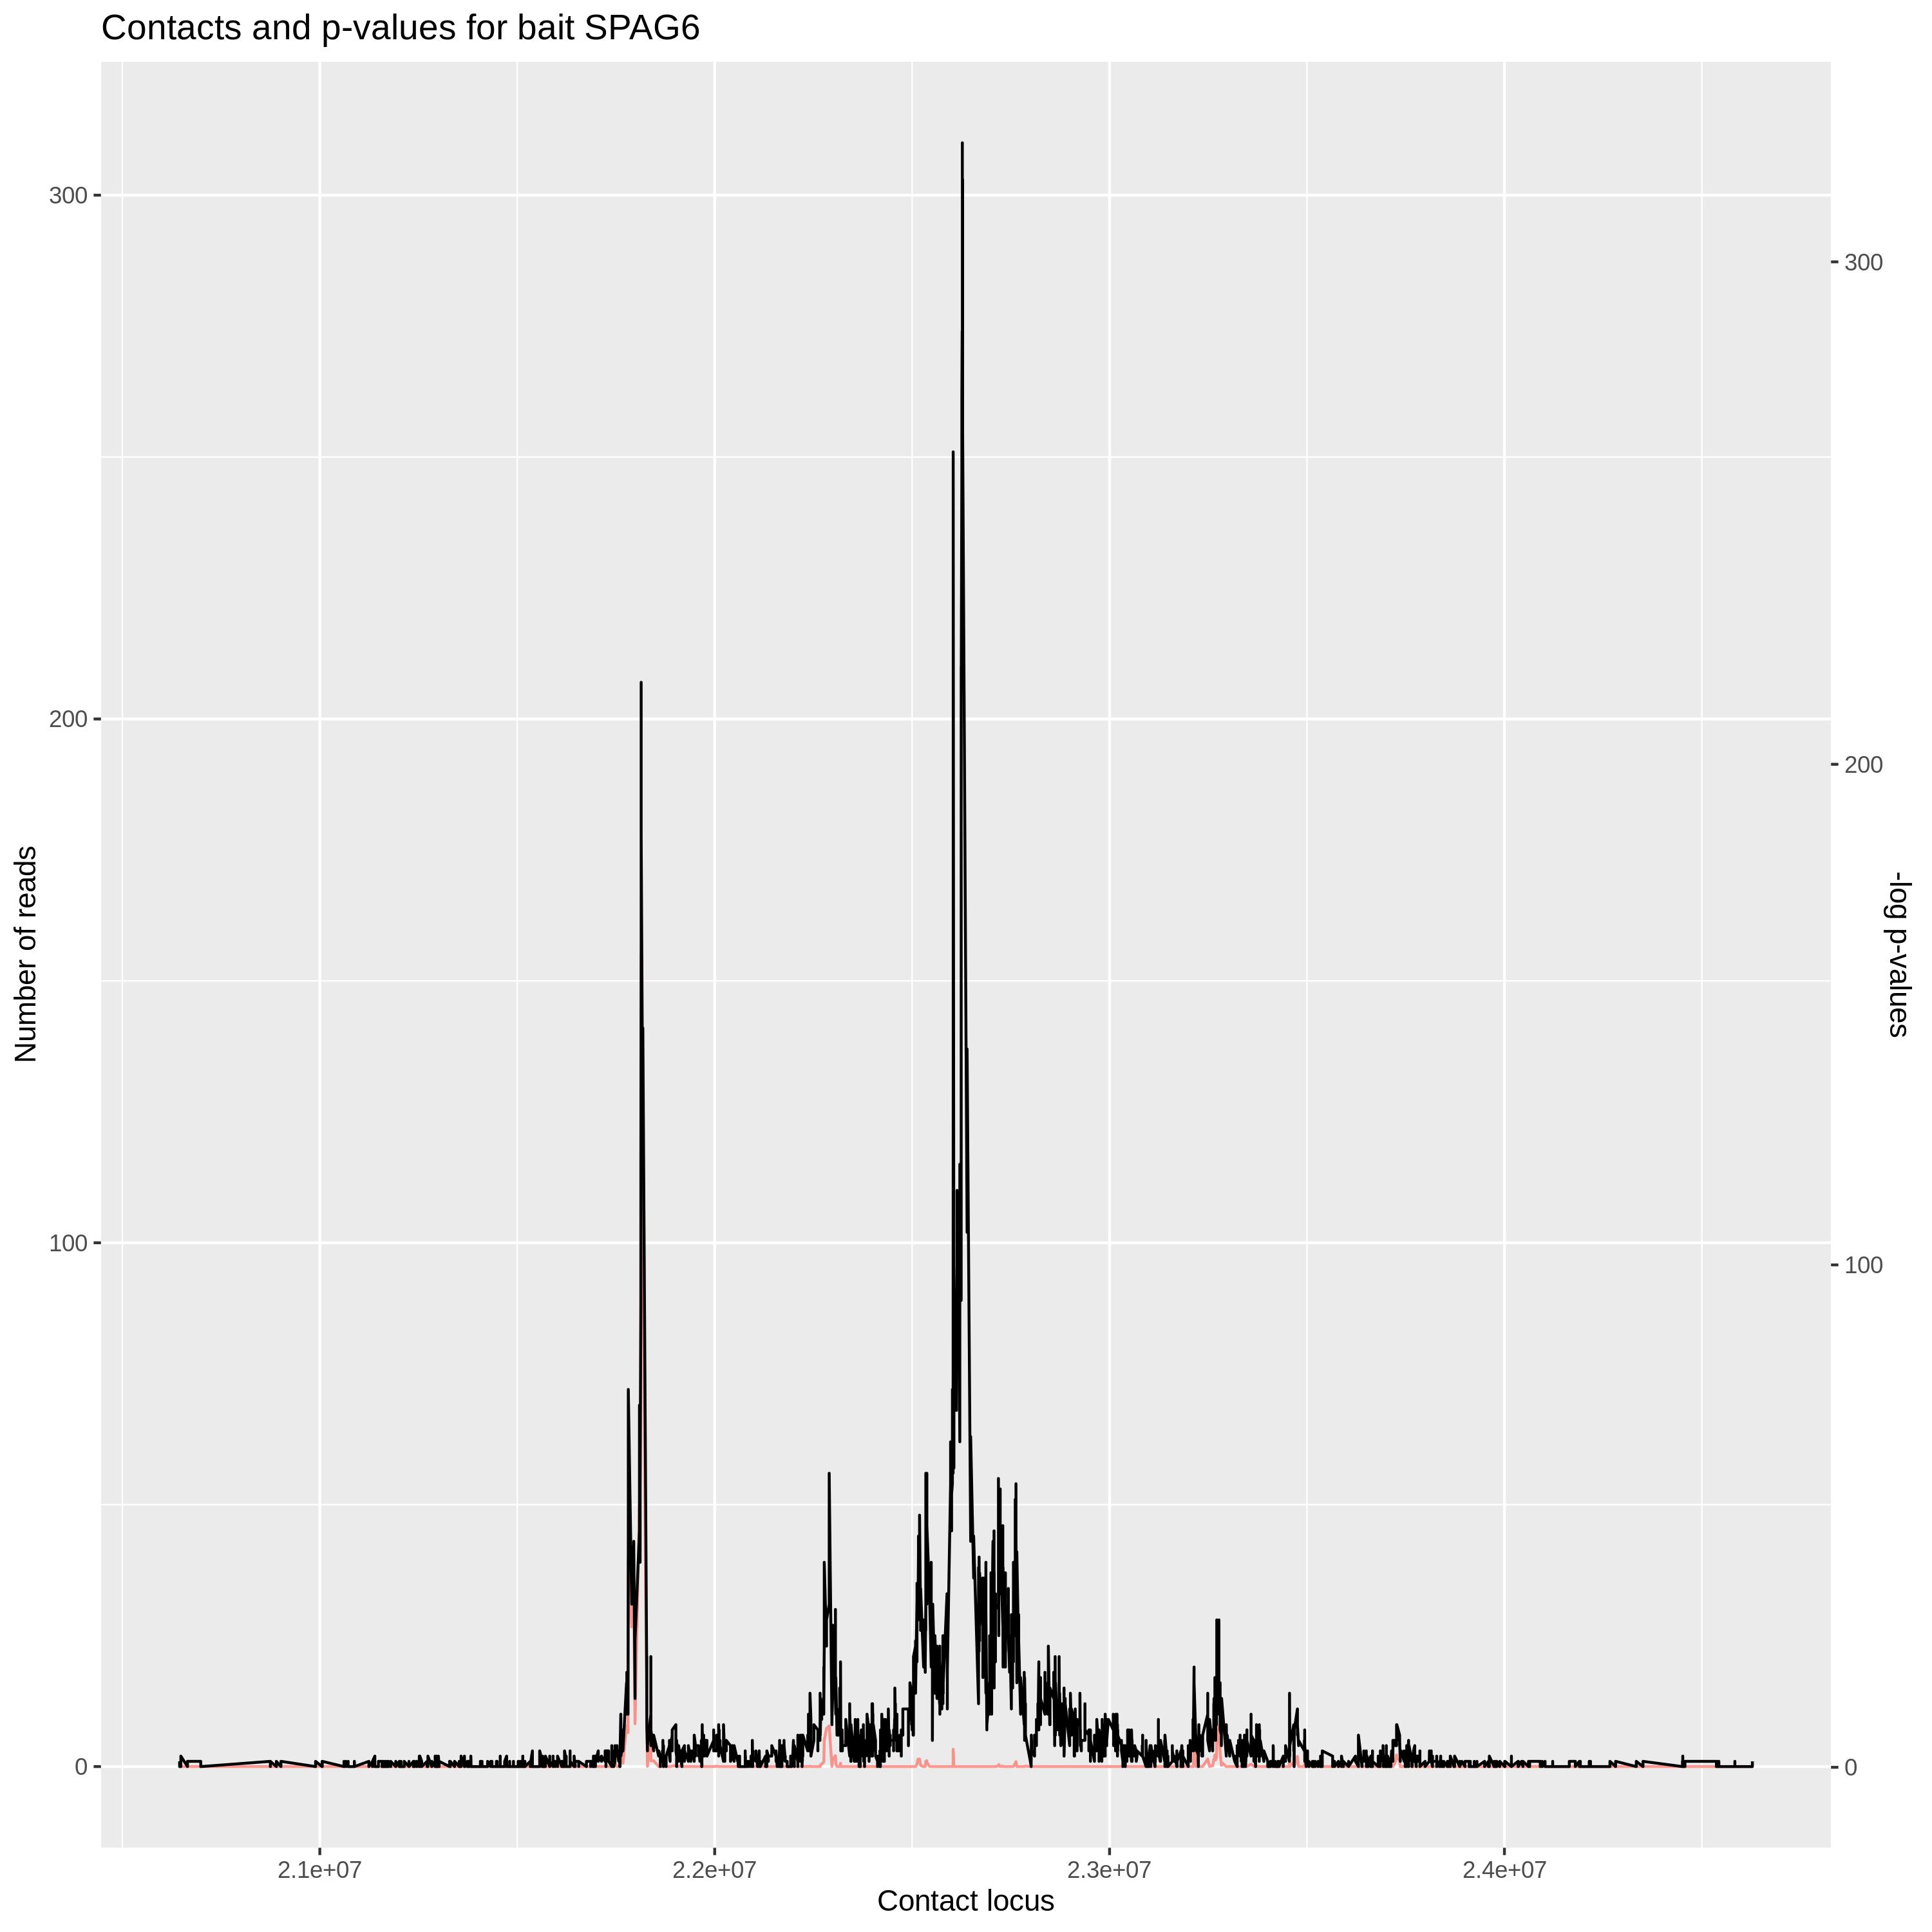 Contacts and p-values for bait SPAG6
300
200
100
0
Number of reads
300
200
100
0
-log p-values
2.1e+07 2.2e+07 2.3e+07 2.4e+07
Contact locus